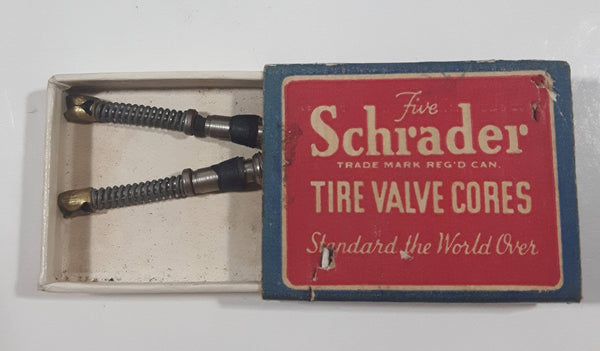 Five
Schrader
TRADE MARK REG'D CAN.
TIRE VALVE CORES
Standard the World Over